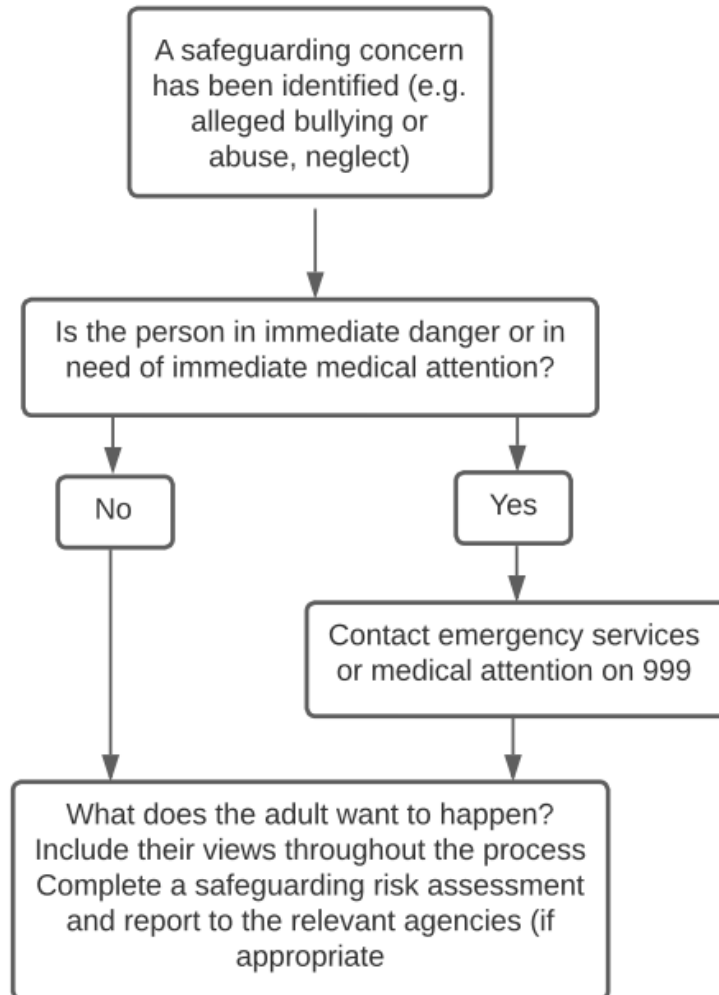 A safeguarding concern
has been identified (e.g.
alleged bullying or
abuse, neglect)
Is the person in immediate danger or in
need of immediate medical attention?
No
Yes
Contact emergency services
or medical attention on 999
What does the adult want to happen?
Include their views throughout the process
Complete a safeguarding risk assessment
and report to the relevant agencies (if
appropriate